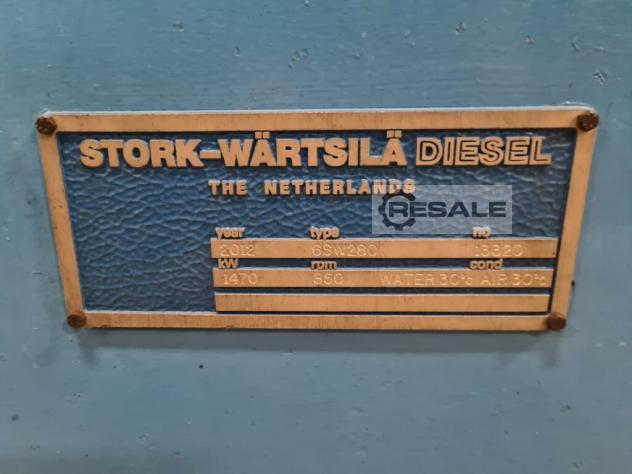 STORK-WÄRTSILÄ DIESEL
THE NETHERLANDS
RESALE
year type no
2012 6SW280 13320
kW rpm cond
1470 850 WATER 30°c AIR 30°c